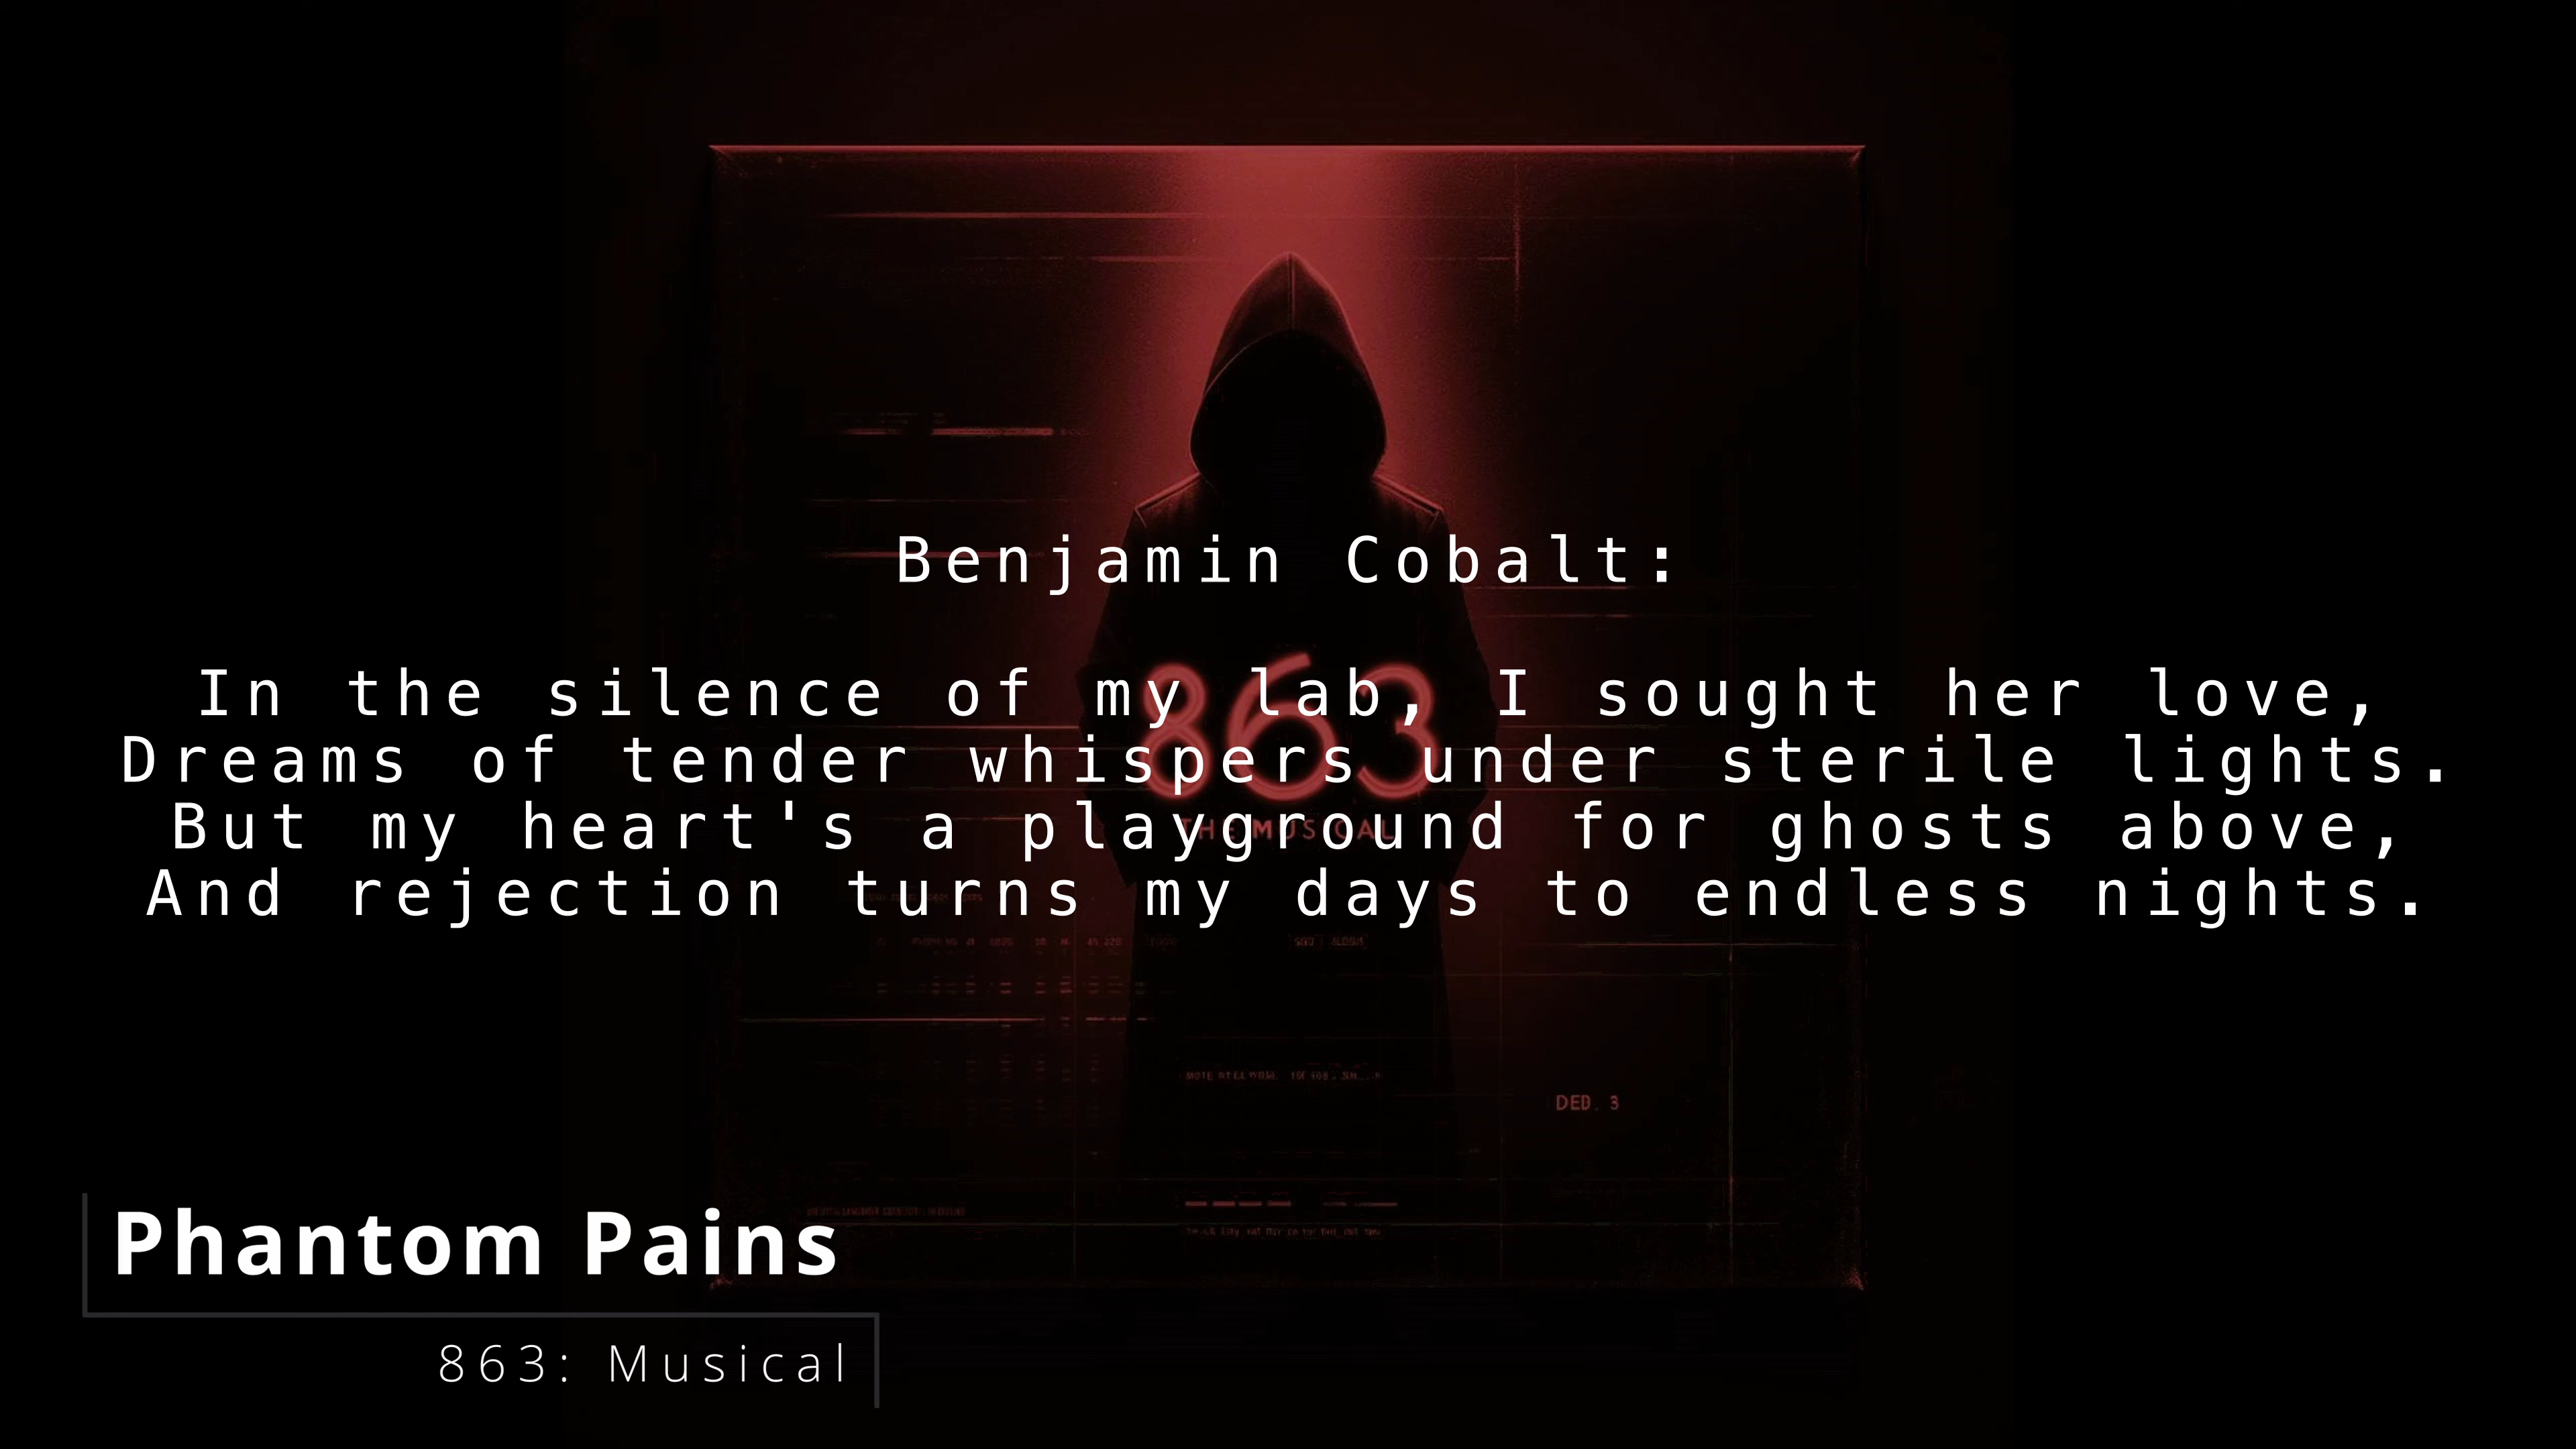 Benjamin Cobalt:
In the silence of my lab, I sought her love,
Dreams of tender whispers under sterile lights.
But my heart's a playground for ghosts above,
And rejection turns my days to endless nights.
863
THE MUSICAL
DED. 3
Phantom Pains
863: Musical